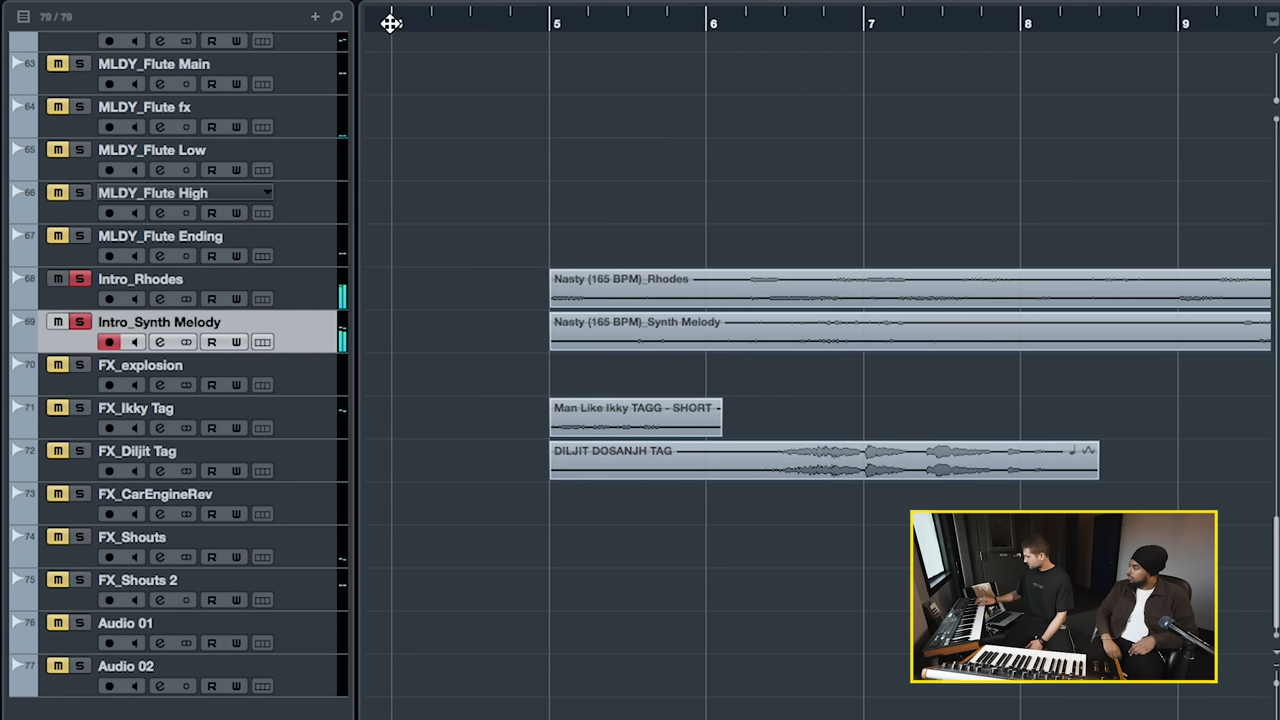 79 / 79
5 6 7 8 9
R W
63 m S MLDY_Flute Main
R W
64 m S MLDY_Flute fx
R W
65 m S MLDY_Flute Low
R W
66 m S MLDY_Flute High
R W
67 m S MLDY_Flute Ending
R W
68 m S Intro_Rhodes
R W
Nasty (165 BPM)_Rhodes
69 m S Intro_Synth Melody
R W
Nasty (165 BPM)_Synth Melody
70 m S FX_explosion
R W
71 m S FX_Ikky Tag
R W
Man Like Ikky TAGG - SHORT -
72 m S FX_Diljit Tag
R W
DILJIT DOSANJH TAG
73 m S FX_CarEngineRev
R W
74 m S FX_Shouts
R W
75 m S FX_Shouts 2
R W
76 m S Audio 01
R W
77 m S Audio 02
R W